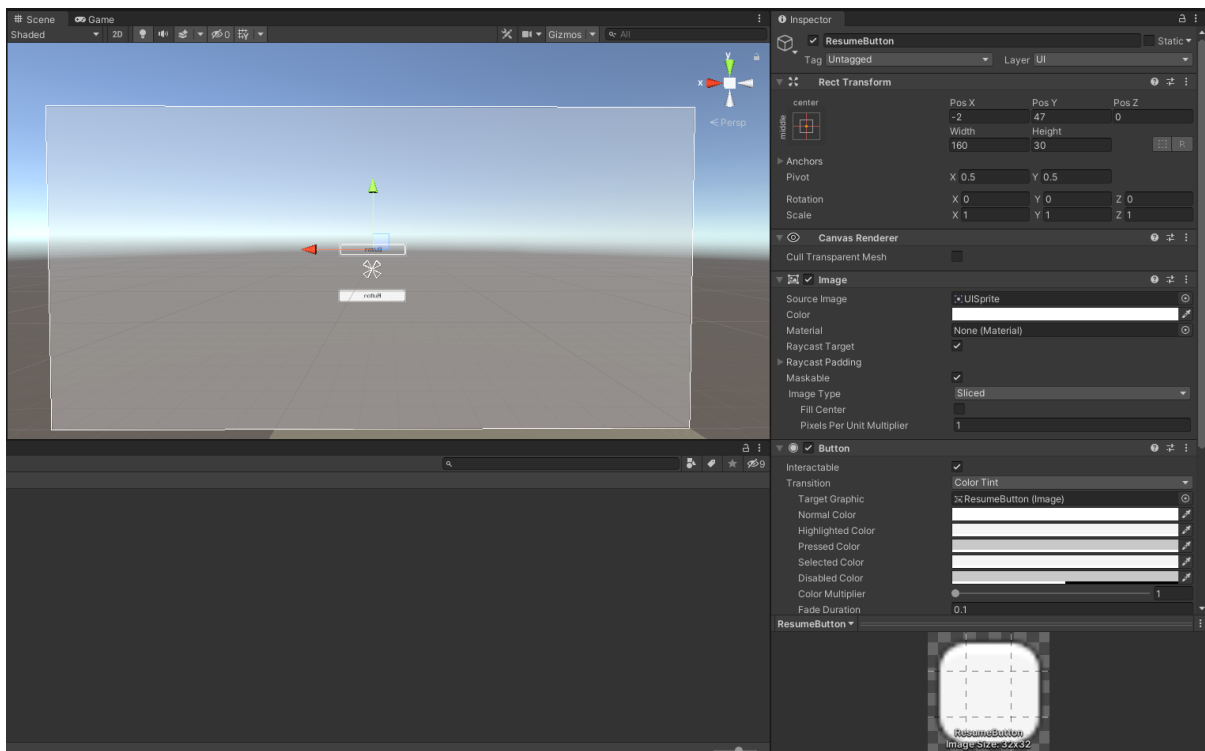 Scene Game
Shaded 2D 0 Gizmos All
y
x
Persp
Button
Button
9
Inspector
ResumeButton Static
Tag Untagged Layer UI
Rect Transform
center
middle
Pos X Pos Y Pos Z
-2 47 0
Width Height
160 30
R
Anchors
Pivot X 0.5 Y 0.5
Rotation X 0 Y 0 Z 0
Scale X 1 Y 1 Z 1
Canvas Renderer
Cull Transparent Mesh
Image
Source Image UISprite
Color
Material None (Material)
Raycast Target
Raycast Padding
Maskable
Image Type Sliced
Fill Center
Pixels Per Unit Multiplier 1
Button
Interactable
Transition Color Tint
Target Graphic ResumeButton (Image)
Normal Color
Highlighted Color
Pressed Color
Selected Color
Disabled Color
Color Multiplier 1
Fade Duration 0.1
ResumeButton
ResumeButton
Image Size: 32x32